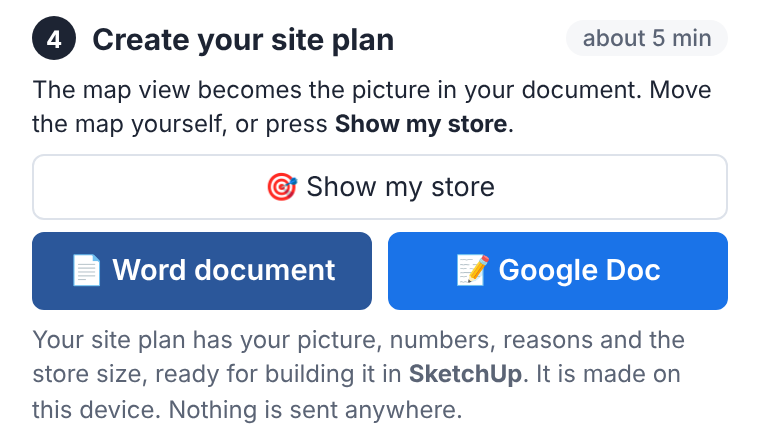 4 Create your site plan about 5 min
The map view becomes the picture in your document. Move
the map yourself, or press Show my store.
Show my store
Word document Google Doc
Your site plan has your picture, numbers, reasons and the
store size, ready for building it in SketchUp. It is made on
this device. Nothing is sent anywhere.